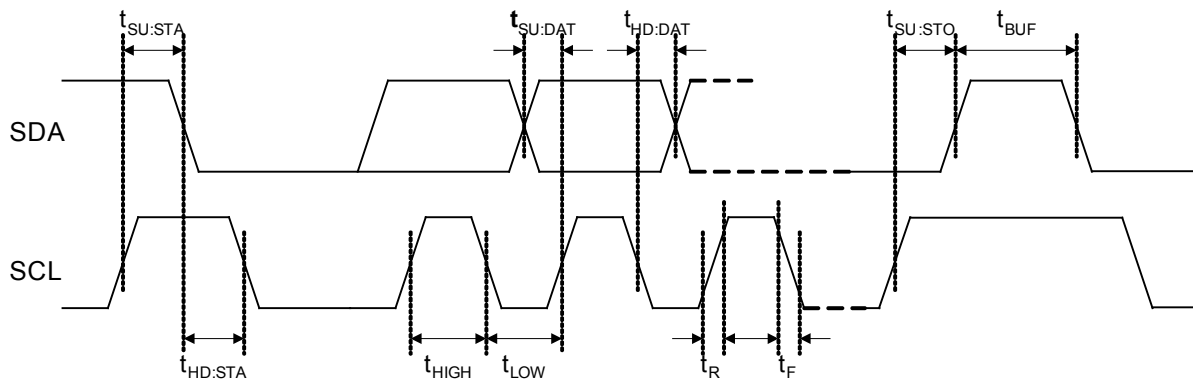 tSU:STA
tSU:DAT
tHD:DAT
tSU:STO
tBUF
SDA
SCL
tHD:STA
tHIGH
tLOW
tR
tF